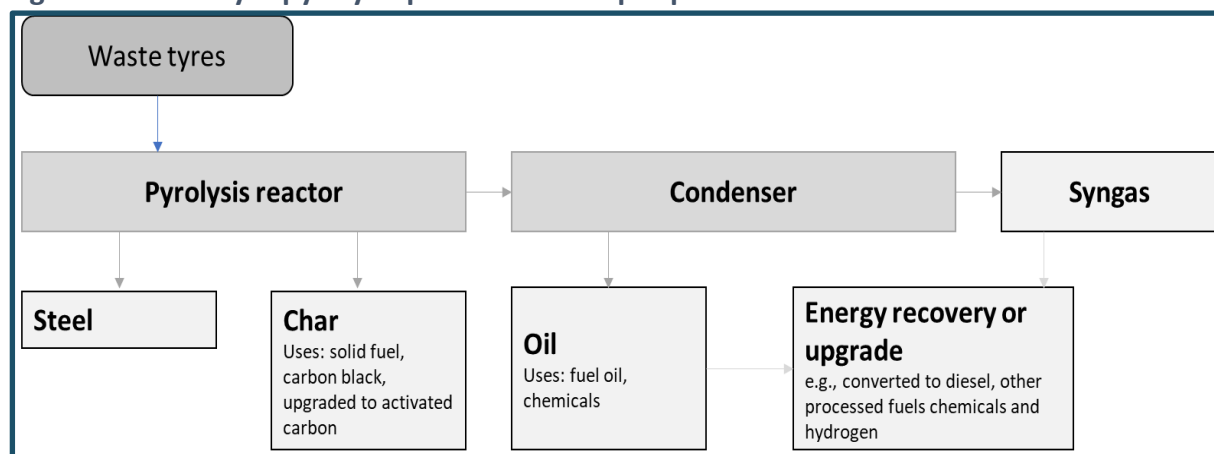 Waste tyres
Pyrolysis reactor
Condenser
Syngas
Steel
Char
Uses: solid fuel,
carbon black,
upgraded to activated
carbon
Oil
Uses: fuel oil,
chemicals
Energy recovery or
upgrade
e.g., converted to diesel, other
processed fuels chemicals and
hydrogen